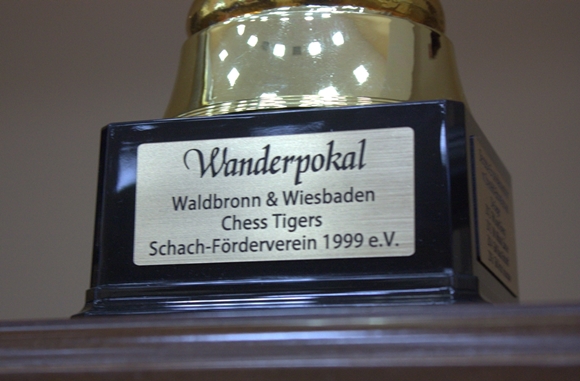 Wanderpokal
Waldbronn & Wiesbaden
Chess Tigers
Schach-Förderverein 1999 e.V.